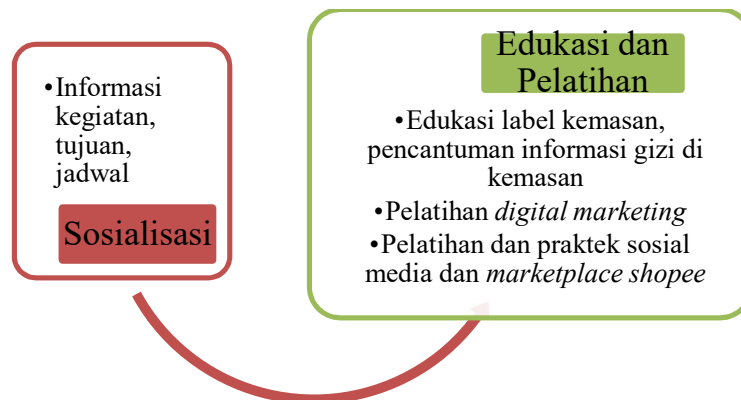 •Informasi
kegiatan,
tujuan,
jadwal
Sosialisasi
Edukasi dan
Pelatihan
•Edukasi label kemasan,
pencantuman informasi gizi di
kemasan
•Pelatihan digital marketing
•Pelatihan dan praktek sosial
media dan marketplace shopee